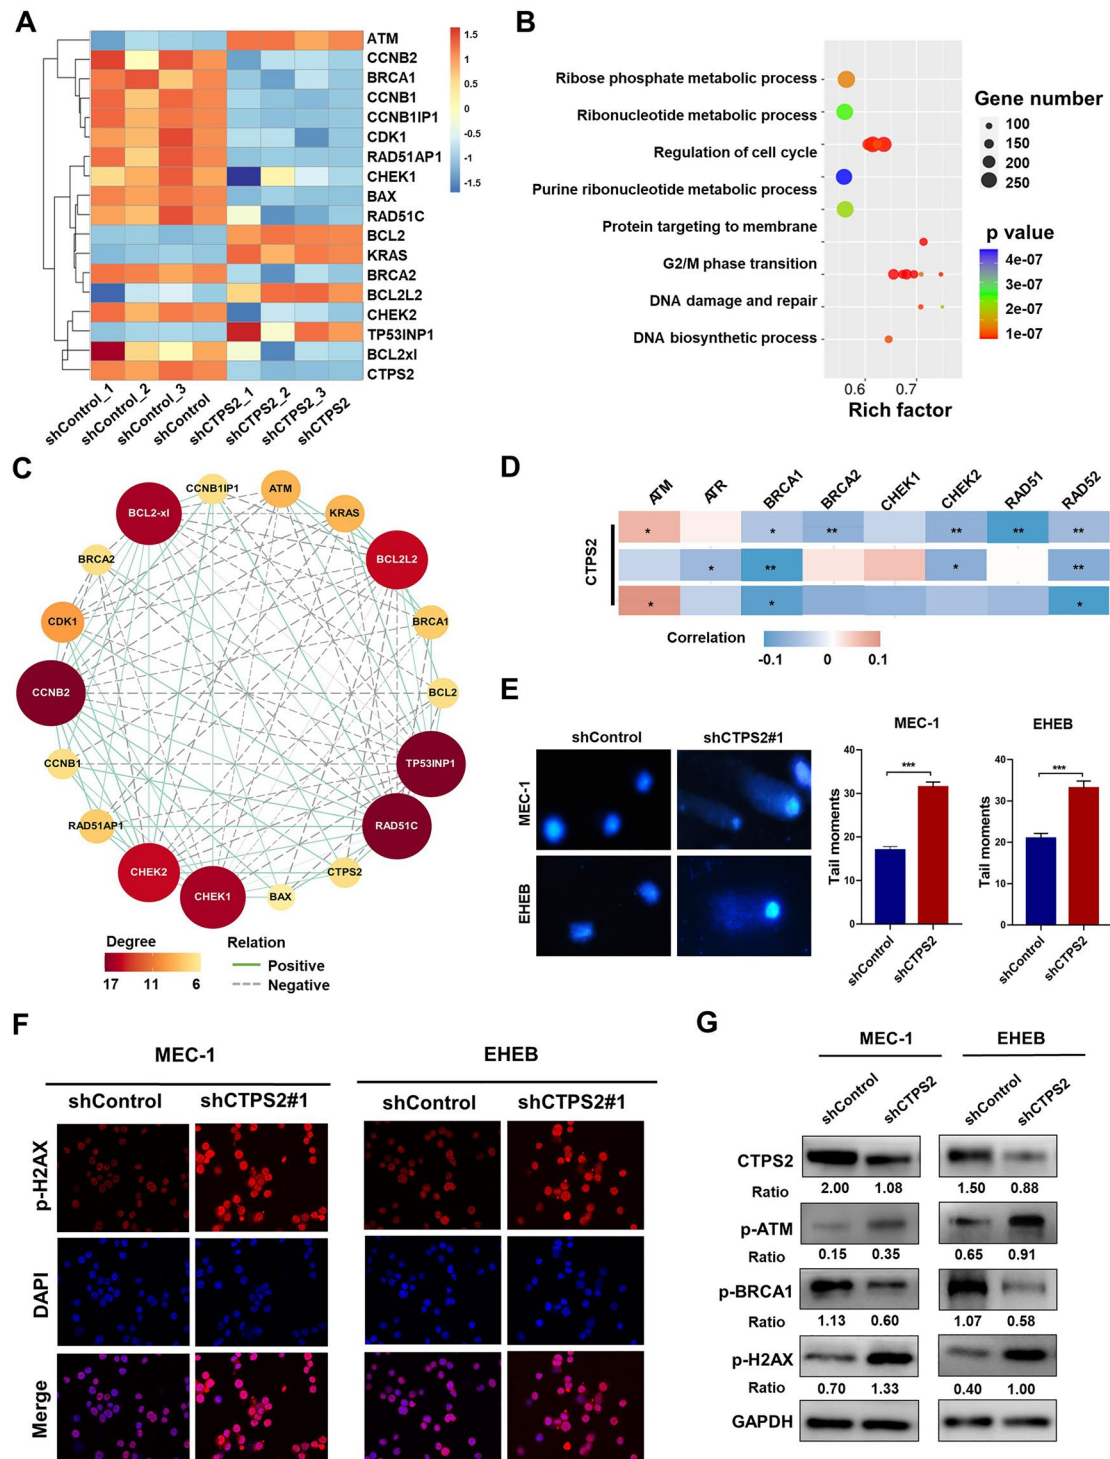 A
ATM
CCNB2
BRCA1
CCNB1
CCNB1IP1
CDK1
RAD51AP1
CHEK1
BAX
RAD51C
BCL2
KRAS
BRCA2
BCL2L2
CHEK2
TP53INP1
BCL2xl
CTPS2
1.5
1
0.5
0
-0.5
-1
-1.5
shControl_1
shControl_2
shControl_3
shControl
shCTPS2_1
shCTPS2_2
shCTPS2_3
shCTPS2
B
Ribose phosphate metabolic process
Ribonucleotide metabolic process
Regulation of cell cycle
Purine ribonucleotide metabolic process
Protein targeting to membrane
G2/M phase transition
DNA damage and repair
DNA biosynthetic process
0.6 0.7
Rich factor
Gene number
100
150
200
250
p value
4e-07
3e-07
2e-07
1e-07
C
CCNB1IP1
ATM
KRAS
BCL2L2
BRCA1
BCL2
TP53INP1
RAD51C
CTPS2
BAX
CHEK1
CHEK2
RAD51AP1
CCNB1
CCNB2
CDK1
BRCA2
BCL2-xl
Degree
17 11 6
Relation
Positive
Negative
D
ATM ATR BRCA1 BRCA2 CHEK1 CHEK2 RAD51 RAD52
CTPS2
* * ** ** ** **
* ** * **
* * *
Correlation
-0.1 0 0.1
E
shControl shCTPS2#1
MEC-1
EHEB
MEC-1
***
Tail moments
40
30
20
10
0
shControl
shCTPS2
EHEB
***
Tail moments
40
30
20
10
0
shControl
shCTPS2
F
MEC-1 EHEB
shControl shCTPS2#1 shControl shCTPS2#1
p-H2AX
DAPI
Merge
G
MEC-1 EHEB
shControl shCTPS2 shControl shCTPS2
CTPS2
Ratio 2.00 1.08 1.50 0.88
p-ATM
Ratio 0.15 0.35 0.65 0.91
p-BRCA1
Ratio 1.13 0.60 1.07 0.58
p-H2AX
Ratio 0.70 1.33 0.40 1.00
GAPDH